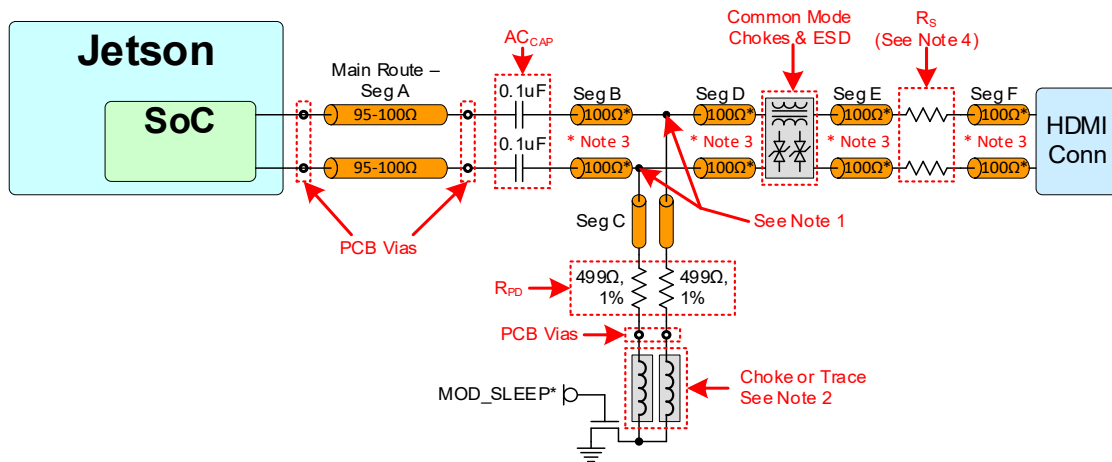 Common Mode
Chokes & ESD
R_S
(See Note 4)
AC_CAP
Jetson
SoC
Main Route –
Seg A
0.1uF
Seg B
Seg D
Seg E
Seg F
95-100Ω
100Ω*
100Ω*
100Ω*
100Ω*
0.1uF
* Note 3
* Note 3
* Note 3
* Note 3
HDMI
Conn
95-100Ω
100Ω*
100Ω*
100Ω*
100Ω*
Seg C
See Note 1
PCB Vias
R_PD
499Ω,
1%
499Ω,
1%
PCB Vias
Choke or Trace
See Note 2
MOD_SLEEP*